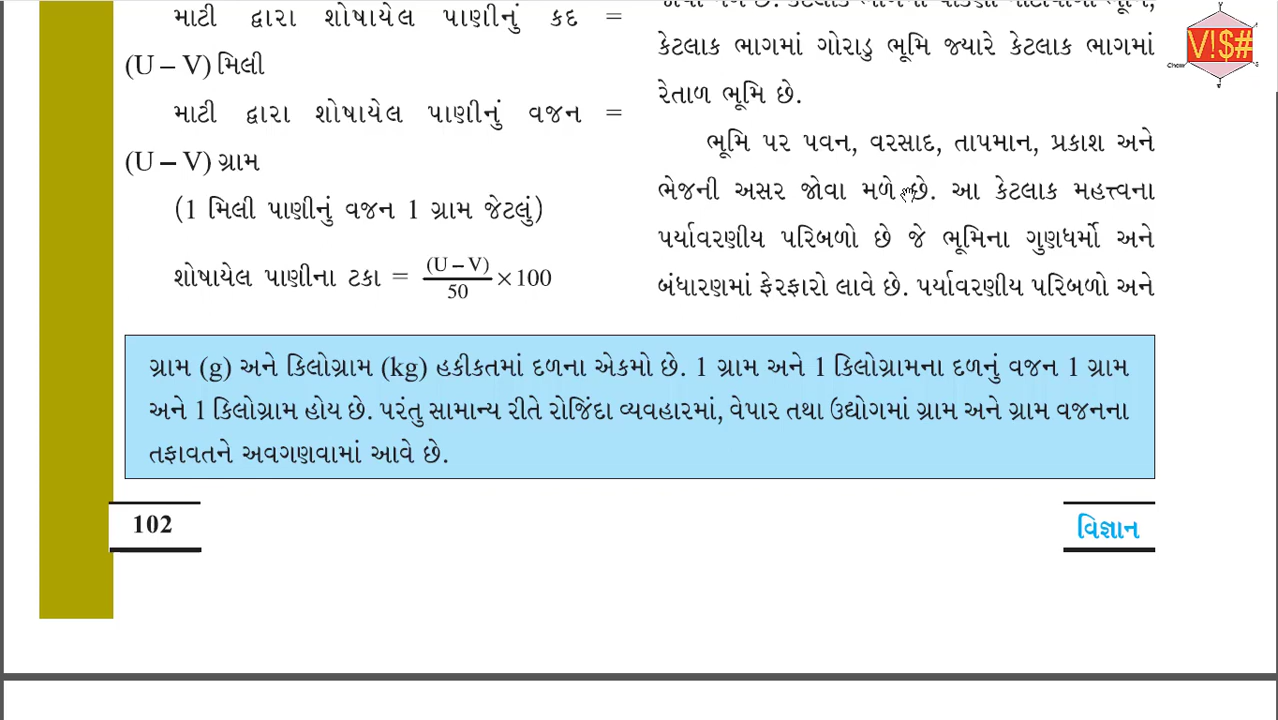 માટી દ્વારા શોષાયેલ પાણીનું કદ =
(U – V) મિલી
માટી દ્વારા શોષાયેલ પાણીનું વજન =
(U – V) ગ્રામ
(1 મિલી પાણીનું વજન 1 ગ્રામ જેટલું)
શોષાયેલ પાણીના ટકા = (U – V)/50 × 100
કેટલાક ભાગમાં ગોરાડુ ભૂમિ જ્યારે કેટલાક ભાગમાં
રેતાળ ભૂમિ છે.
ભૂમિ પર પવન, વરસાદ, તાપમાન, પ્રકાશ અને
ભેજની અસર જોવા મળે છે. આ કેટલાક મહત્ત્વના
પર્યાવરણીય પરિબળો છે જે ભૂમિના ગુણધર્મો અને
બંધારણમાં ફેરફારો લાવે છે. પર્યાવરણીય પરિબળો અને
ગ્રામ (g) અને કિલોગ્રામ (kg) હકીકતમાં દળના એકમો છે. 1 ગ્રામ અને 1 કિલોગ્રામના દળનું વજન 1 ગ્રામ
અને 1 કિલોગ્રામ હોય છે. પરંતુ સામાન્ય રીતે રોજિંદા વ્યવહારમાં, વેપાર તથા ઉદ્યોગમાં ગ્રામ અને ગ્રામ વજનના
તફાવતને અવગણવામાં આવે છે.
102
વિજ્ઞાન
V!$#